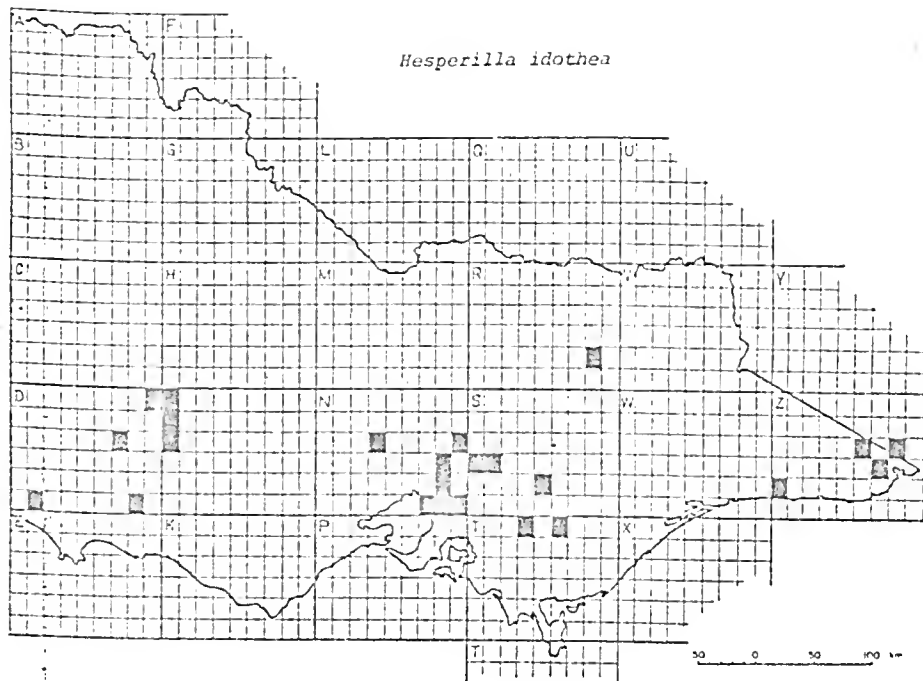 A F
Hesperilla idothea
B G L Q U
C H M R Y
D N S W Z
E K P T X
T
50 0 50 100 km